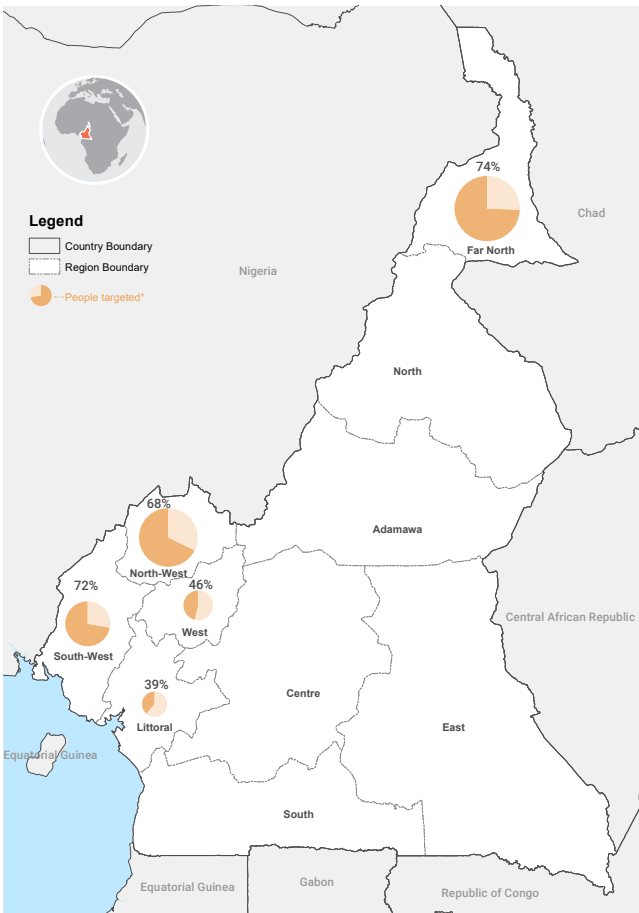 74%
Far North
Chad
Legend
Country Boundary
Region Boundary
People targeted*
Nigeria
North
Adamawa
68%
North-West
72%
South-West
46%
West
39%
Littoral
Centre
East
South
Central African Republic
Equatorial Guinea
Equatorial Guinea
Gabon
Republic of Congo